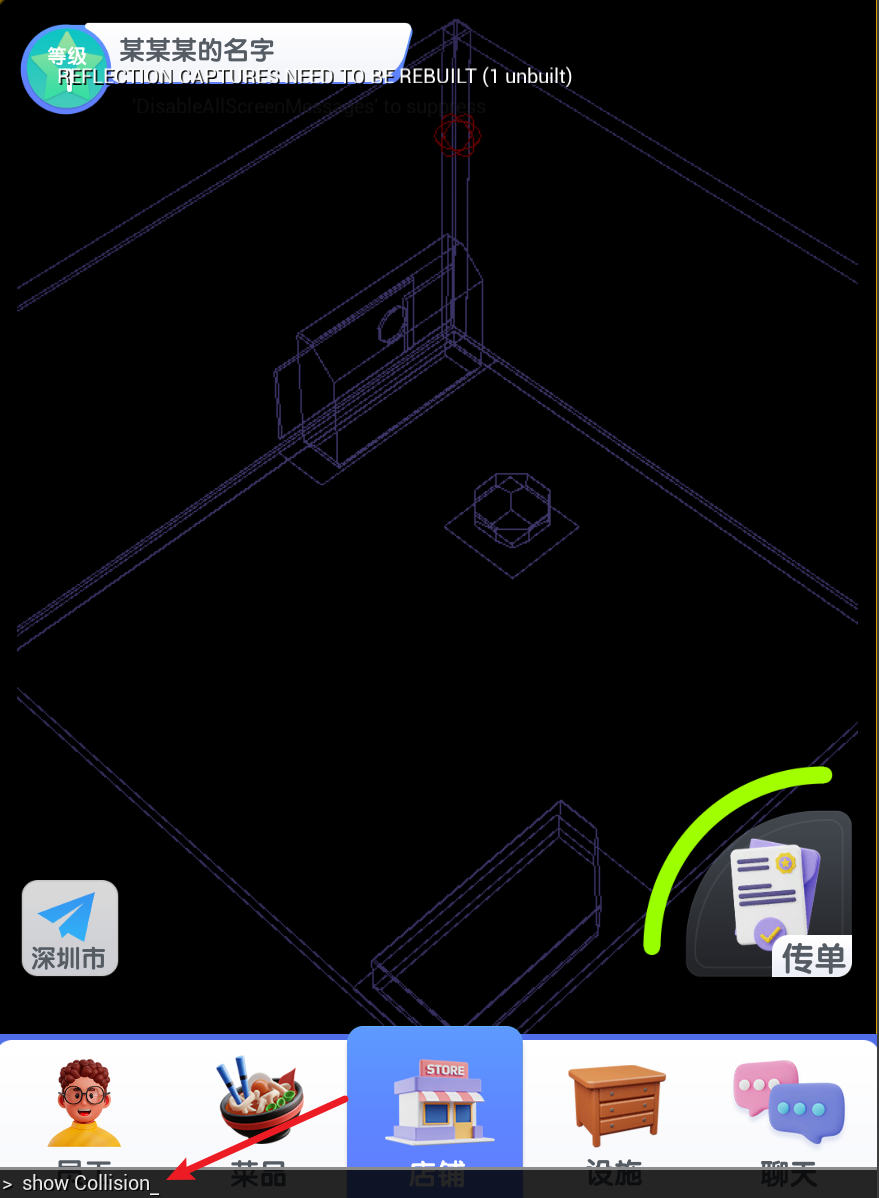 等级
1
某某某的名字
REFLECTION CAPTURES NEED TO BE REBUILT (1 unbuilt)
'DisableAllScreenMessages' to suppress
深圳市
传单
STORE
员工 菜品 店铺 设施 聊天
> show Collision_